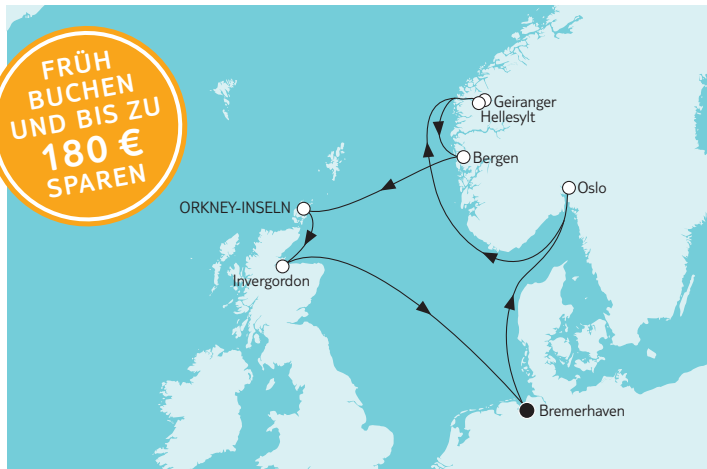 FRÜH
BUCHEN
UND BIS ZU
180 €
SPAREN
Geiranger
Hellesylt
Bergen
Oslo
ORKNEY-INSELN
Invergordon
Bremerhaven